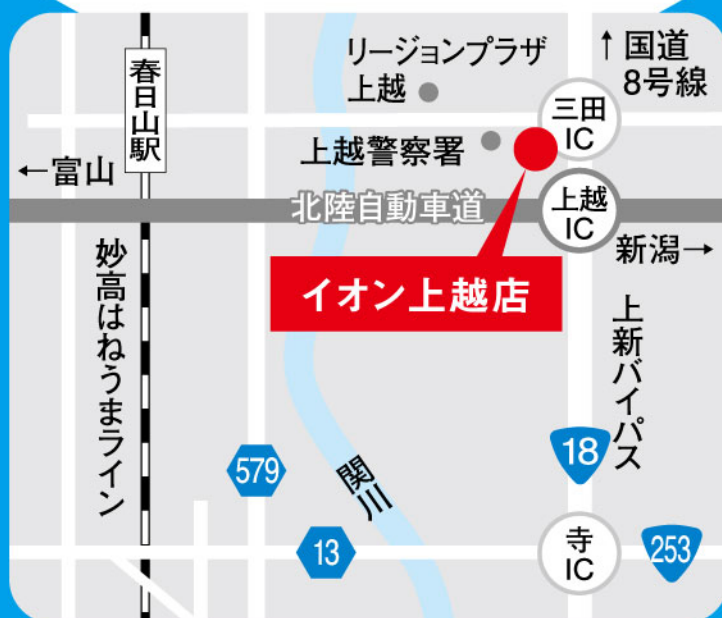 春日山駅
リージョンプラザ
上越
↑国道
8号線
三田
IC
上越警察署
←富山
北陸自動車道
上越
IC
新潟→
イオン上越店
妙高はねうまライン
上新バイパス
579
関川
18
13
寺
IC
253